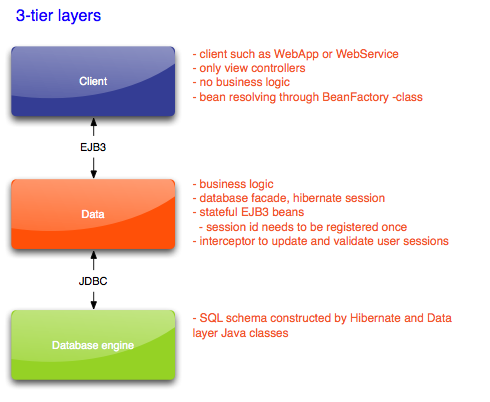 3-tier layers
Client
- client such as WebApp or WebService
- only view controllers
- no business logic
- bean resolving through BeanFactory -class
EJB3
Data
- business logic
- database facade, hibernate session
- stateful EJB3 beans
- session id needs to be registered once
- interceptor to update and validate user sessions
JDBC
Database engine
- SQL schema constructed by Hibernate and Data
layer Java classes